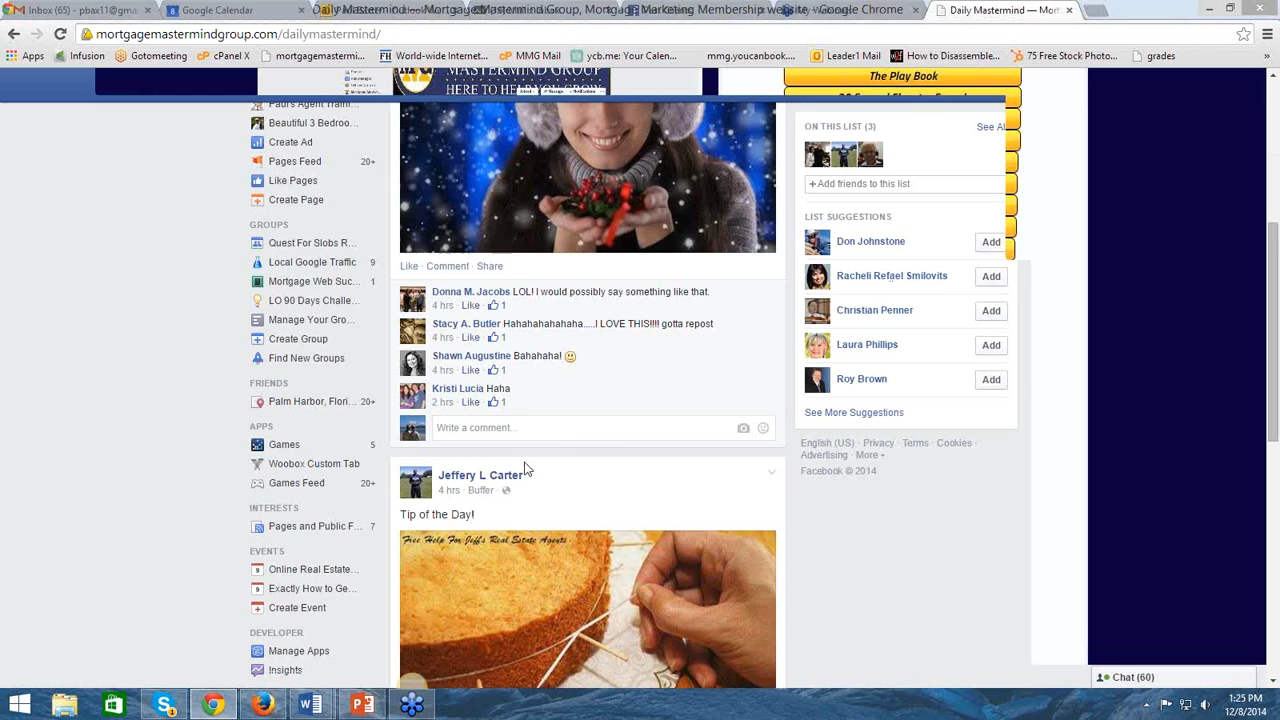 Inbox (65) - pbax11@gma
Google Calendar
Daily Mastermind — Mortgage Mastermind Group, Mortgage Marketing Membership website - Google Chrome
Daily Mastermind — Mort
mortgagemastermindgroup.com/dailymastermind/
Apps
Infusion
Gotomeeting
cPanel X
mortgagemastermi...
World-wide Internet...
MMG Mail
ycb.me: Your Calen...
mmg.youcanbook....
Leader1 Mail
How to Disassemble...
75 Free Stock Photo...
grades
MASTERMIND GROUP
HERE TO HELP YOU GROW
The Play Book
Paul's Agent Traini...
Beautiful 3 Bedroo...
Create Ad
Pages Feed 20+
Like Pages
Create Page
GROUPS
Quest For Slobs R...
Local Google Traffic 9
Mortgage Web Suc... 1
LO 90 Days Challe...
Manage Your Gro...
Create Group
Find New Groups
FRIENDS
Palm Harbor, Flori... 20+
APPS
Games 5
Woobox Custom Tab
Games Feed 20+
INTERESTS
Pages and Public F... 7
EVENTS
9 Online Real Estate...
9 Exactly How to Ge...
Create Event
DEVELOPER
Manage Apps
Insights
Like · Comment · Share
Donna M. Jacobs LOL! I would possibly say something like that.
4 hrs · Like · 1
Stacy A. Butler Hahahahahahaha.....I LOVE THIS!!!! gotta repost
4 hrs · Like · 1
Shawn Augustine Bahahaha!
4 hrs · Like · 1
Kristi Lucia Haha
2 hrs · Like · 1
Write a comment...
Jeffery L Carter
4 hrs · Buffer ·
Tip of the Day!
Free Help For Jeff's Real Estate Agents
ON THIS LIST (3) See Al
+ Add friends to this list
LIST SUGGESTIONS
Don Johnstone Add
Racheli Refael Smilovits Add
Christian Penner Add
Laura Phillips Add
Roy Brown Add
See More Suggestions
English (US) · Privacy · Terms · Cookies ·
Advertising · More
Facebook © 2014
Chat (60)
1:25 PM
12/8/2014